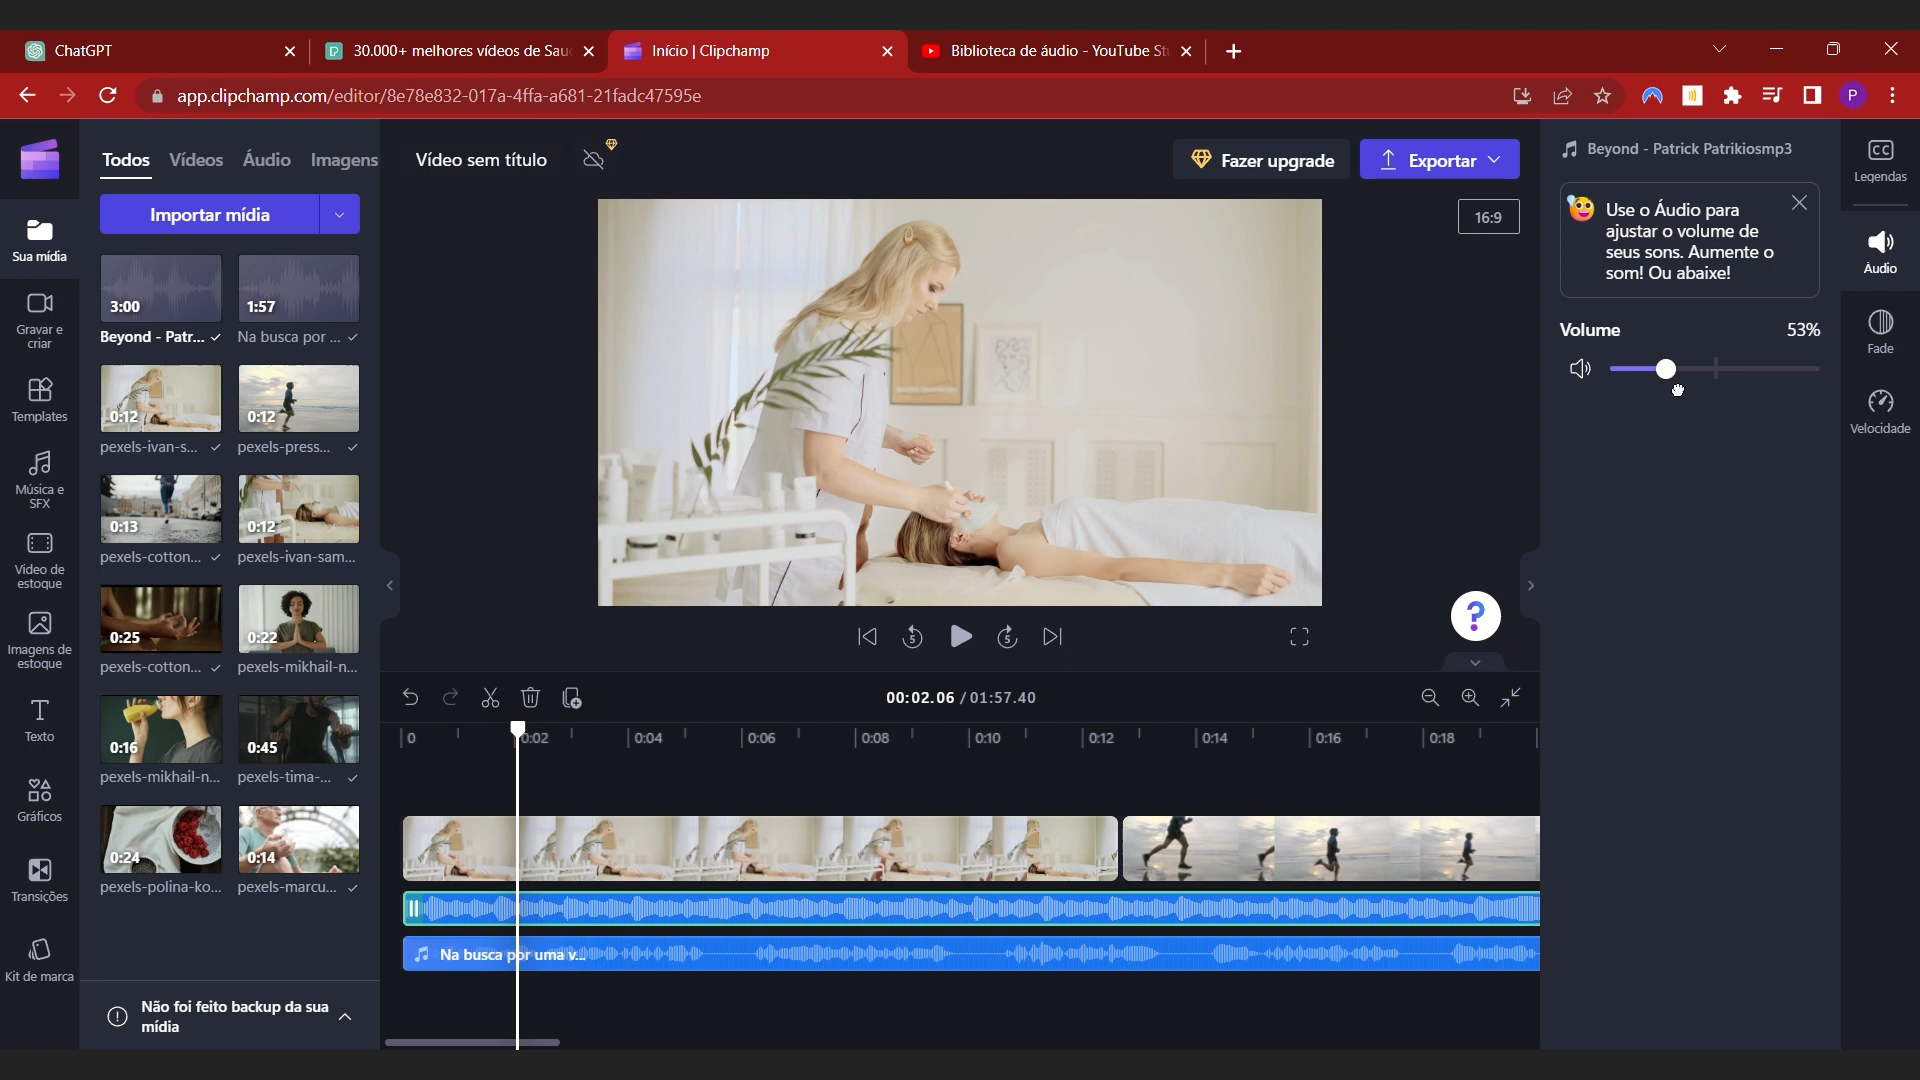 ChatGPT
30.000+ melhores vídeos de Sau
Início | Clipchamp
Biblioteca de áudio - YouTube St
app.clipchamp.com/editor/8e78e832-017a-4ffa-a681-21fadc47595e
P
Todos Vídeos Áudio Imagens
Vídeo sem título
Fazer upgrade
Exportar
Beyond - Patrick Patrikiosmp3
CC
Legendas
Importar mídia
16:9
Use o Áudio para
ajustar o volume de
seus sons. Aumente o
som! Ou abaixe!
Sua mídia
Áudio
3:00
1:57
Beyond - Patr...
Na busca por ...
Gravar e
criar
Volume 53%
Fade
0:12
0:12
pexels-ivan-s...
pexels-press...
Templates
Velocidade
Música e
SFX
0:13
0:12
pexels-cotton...
pexels-ivan-sam...
Vídeo de
estoque
0:25
0:22
pexels-cotton...
pexels-mikhail-n...
Imagens de
estoque
5
5
?
Texto
00:02.06 / 01:57.40
0:16
0:45
pexels-mikhail-n...
pexels-tima-...
0 0:02 0:04 0:06 0:08 0:10 0:12 0:14 0:16 0:18
Gráficos
0:24
0:14
pexels-polina-ko...
pexels-marcu...
Transições
Na busca por uma v...
Kit de marca
Não foi feito backup da sua
mídia